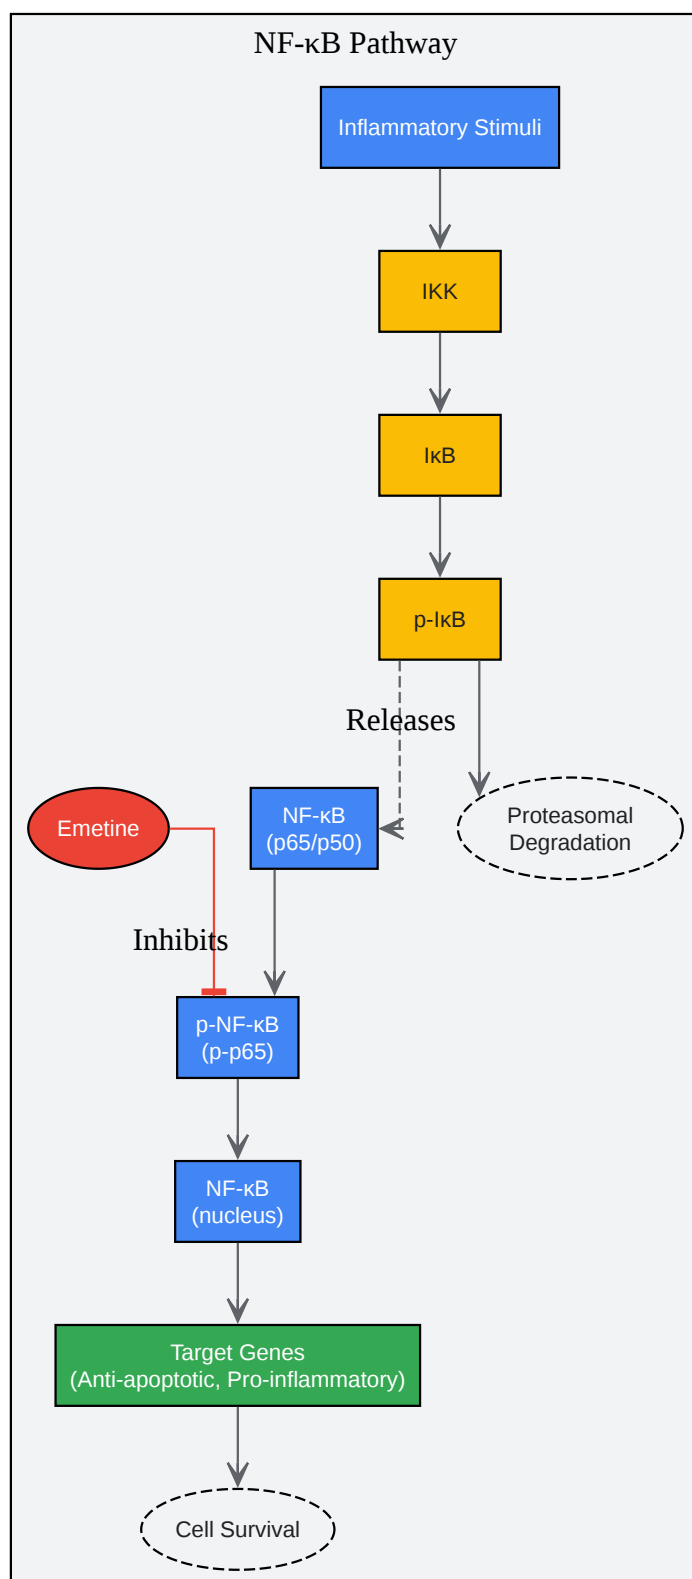 NF-κB Pathway
Inflammatory Stimuli
IKK
IκB
p-IκB
Releases
Emetine
NF-κB
(p65/p50)
Proteasomal
Degradation
Inhibits
p-NF-κB
(p-p65)
NF-κB
(nucleus)
Target Genes
(Anti-apoptotic, Pro-inflammatory)
Cell Survival